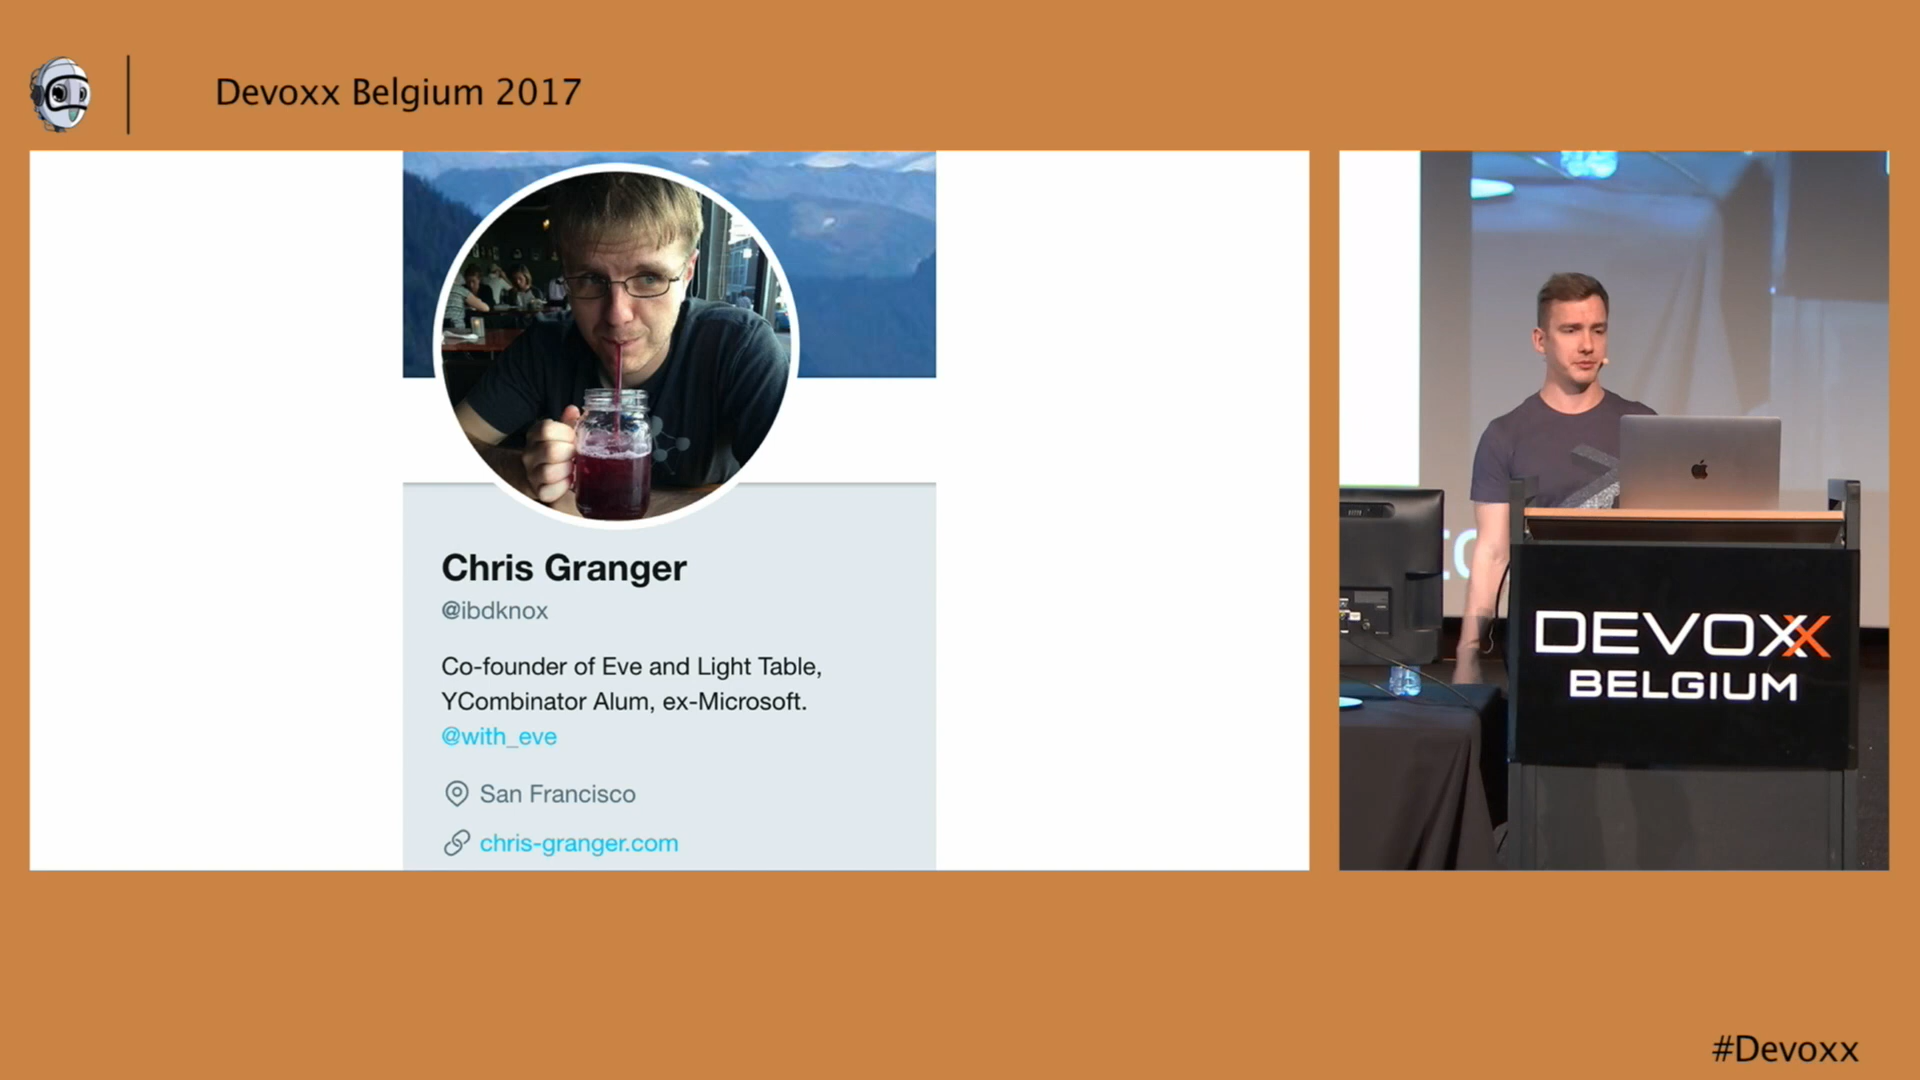 Devoxx Belgium 2017
Chris Granger
@ibdknox
Co-founder of Eve and Light Table,
YCombinator Alum, ex-Microsoft.
@with_eve
San Francisco
chris-granger.com
DEVOXX
BELGIUM
#Devoxx